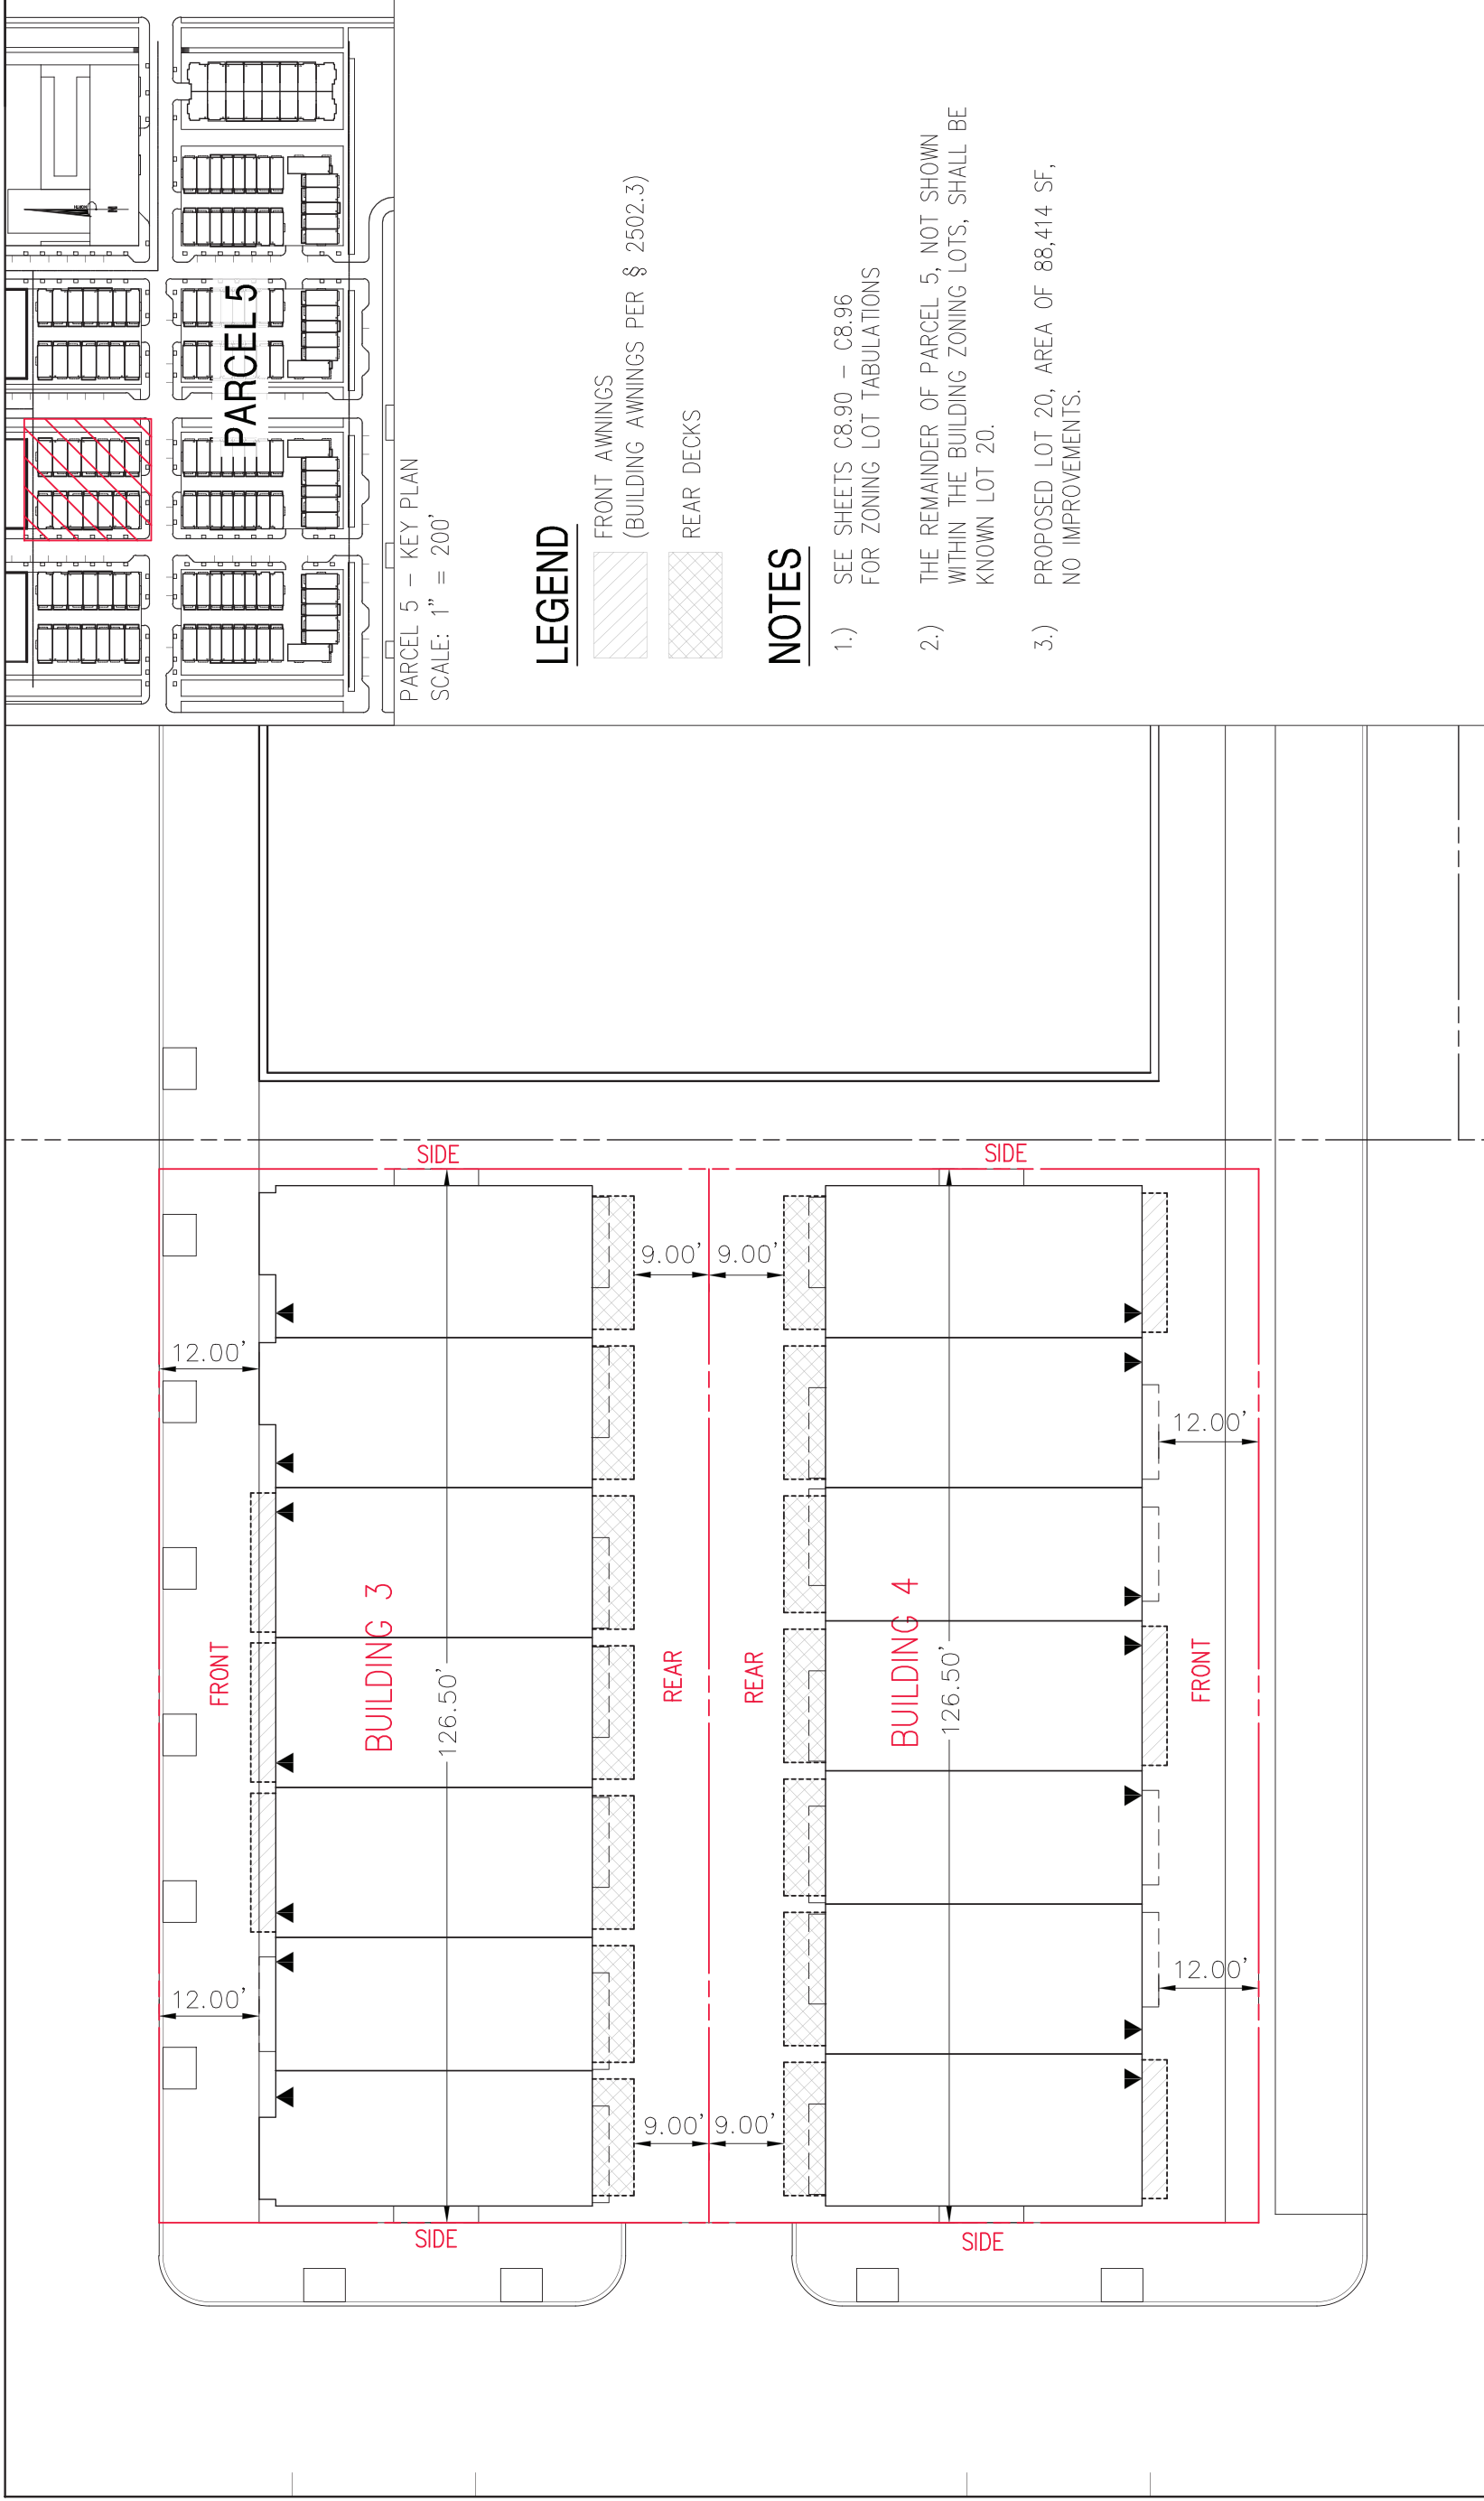 PARCEL 5
NORTH
N
PARCEL 5 – KEY PLAN
SCALE: 1" = 200'
LEGEND
FRONT AWNINGS
(BUILDING AWNINGS PER § 2502.3)
REAR DECKS
NOTES
1.) SEE SHEETS C8.90 – C8.96
FOR ZONING LOT TABULATIONS
2.) THE REMAINDER OF PARCEL 5, NOT SHOWN
WITHIN THE BUILDING ZONING LOTS, SHALL BE
KNOWN LOT 20.
3.) PROPOSED LOT 20, AREA OF 88,414 SF,
NO IMPROVEMENTS.
SIDE
SIDE
9.00' 9.00'
12.00'
12.00'
FRONT
BUILDING 3
126.50'
REAR
REAR
BUILDING 4
126.50'
FRONT
12.00'
12.00'
9.00' 9.00'
SIDE
SIDE